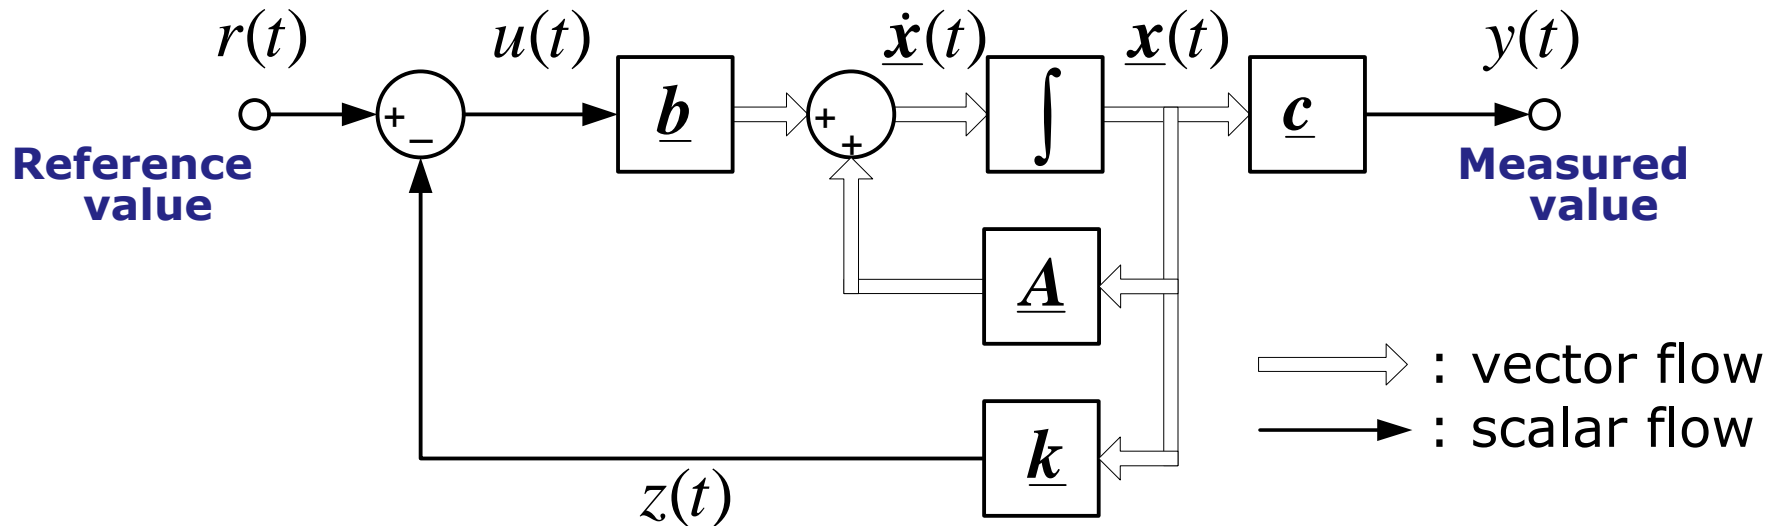 r(t)
u(t)
ẋ(t)
x(t)
y(t)
+
−
b
+
+
∫
c
Reference
value
Measured
value
A
: vector flow
: scalar flow
k
z(t)